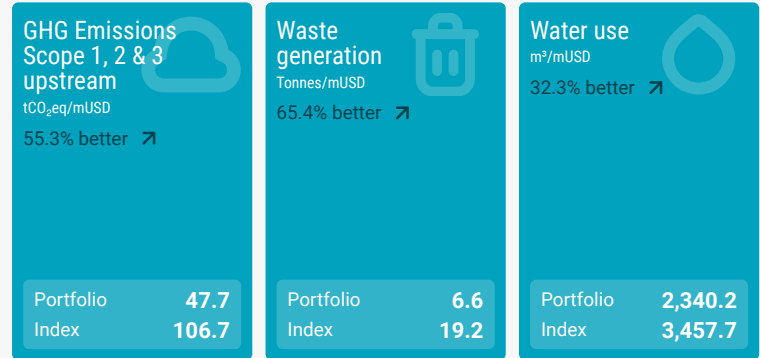 GHG Emissions
Scope 1, 2 & 3
upstream
tCO₂eq/mUSD
55.3% better
Portfolio 47.7
Index 106.7
Waste
generation
Tonnes/mUSD
65.4% better
Portfolio 6.6
Index 19.2
Water use
m³/mUSD
32.3% better
Portfolio 2,340.2
Index 3,457.7